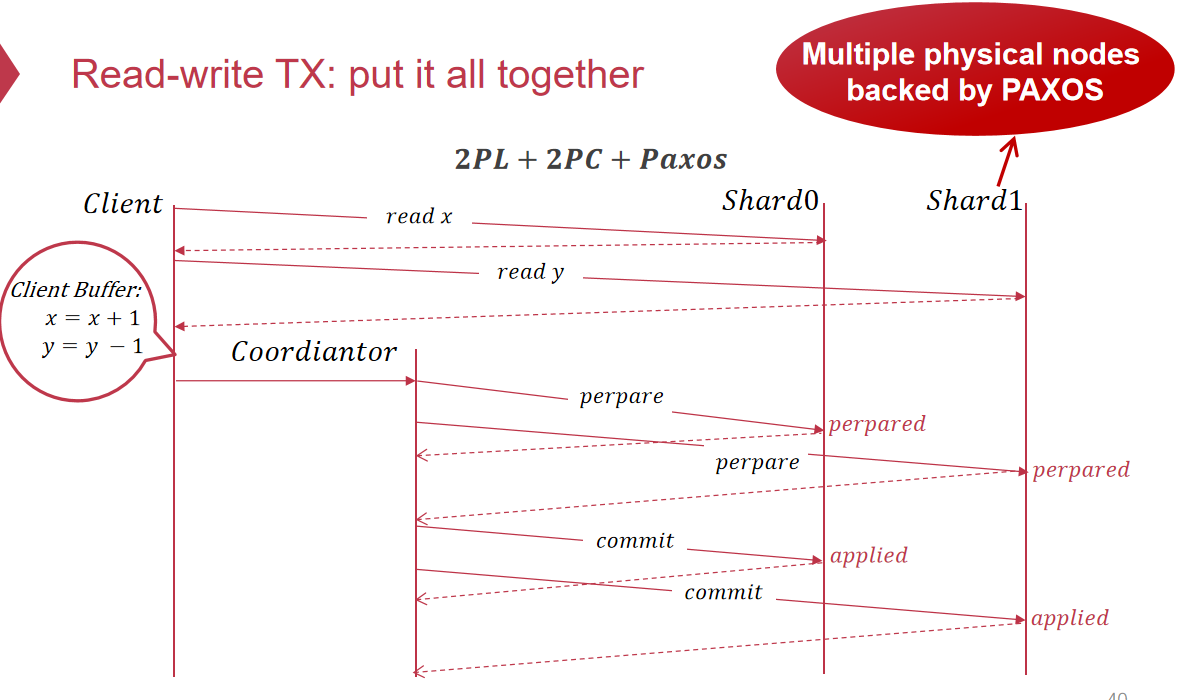 Read-write TX: put it all together
Multiple physical nodes
backed by PAXOS
2PL + 2PC + Paxos
Client
Shard0
Shard1
read x
read y
Client Buffer:
x = x + 1
y = y − 1
Coordiantor
perpare
perpared
perpare
perpared
commit
applied
commit
applied
40